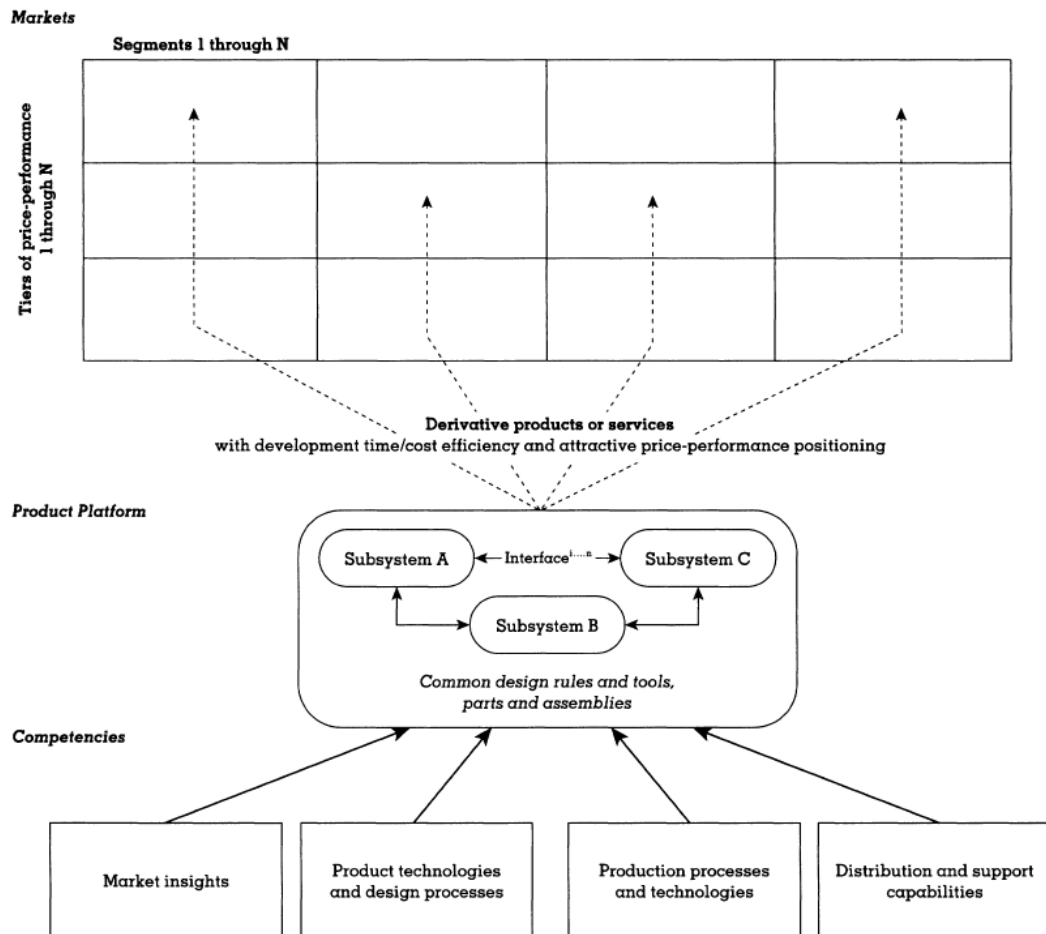 Markets
Segments 1 through N
Tiers of price-performance
1 through N
Derivative products or services
with development time/cost efficiency and attractive price-performance positioning
Product Platform
Subsystem A
Interface^i....n
Subsystem C
Subsystem B
Common design rules and tools,
parts and assemblies
Competencies
Market insights
Product technologies
and design processes
Production processes
and technologies
Distribution and support
capabilities